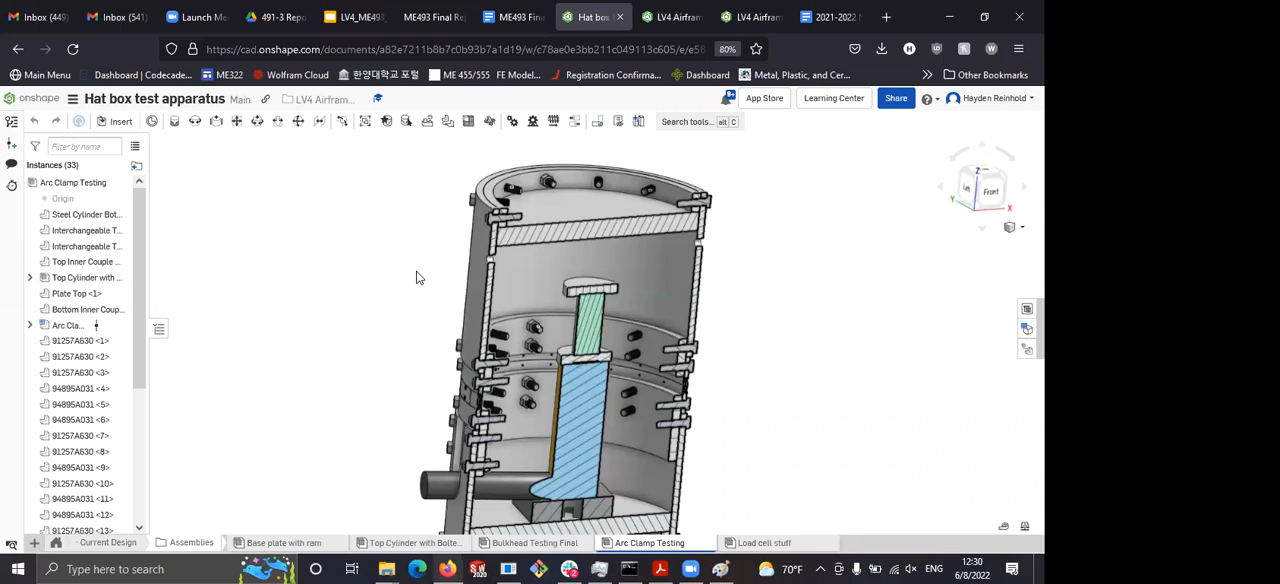 Inbox (449)
Inbox (541)
Launch Me
491-3 Repo
LV4_ME493
ME493 Final Re
ME493 Fina
Hat box
LV4 Airfram
LV4 Airfram
2021-2022
https://cad.onshape.com/documents/a82e7211b8b7c0b93b7a1d19/w/c78ae0e3bb211c049113c605/e/e58
80%
Main Menu
Dashboard | Codecade...
ME322
Wolfram Cloud
한양대학교 포털
ME 455/555
FE Model...
Registration Confirma...
Dashboard
Metal, Plastic, and Cer...
Other Bookmarks
onshape
Hat box test apparatus
Main
LV4 Airfram...
App Store
Learning Center
Share
Hayden Reinhold
Insert
Search tools...
alt C
Filter by name
Instances (33)
Arc Clamp Testing
Origin
Steel Cylinder Bot...
Interchangeable T...
Interchangeable T...
Top Inner Couple ...
Top Cylinder with ...
Plate Top <1>
Bottom Inner Coup...
Arc Cla...
91257A630 <1>
91257A630 <2>
91257A630 <3>
94895A031 <4>
94895A031 <5>
94895A031 <6>
91257A630 <7>
91257A630 <8>
94895A031 <9>
91257A630 <10>
94895A031 <11>
94895A031 <12>
91257A630 <13>
Z
Front
Y
X
Current Design
Assemblies
Base plate with ram
Top Cylinder with Botte...
Bulkhead Testing Final
Arc Clamp Testing
Load cell stuff
Type here to search
70°F
ENG
12:30
6/8/2022